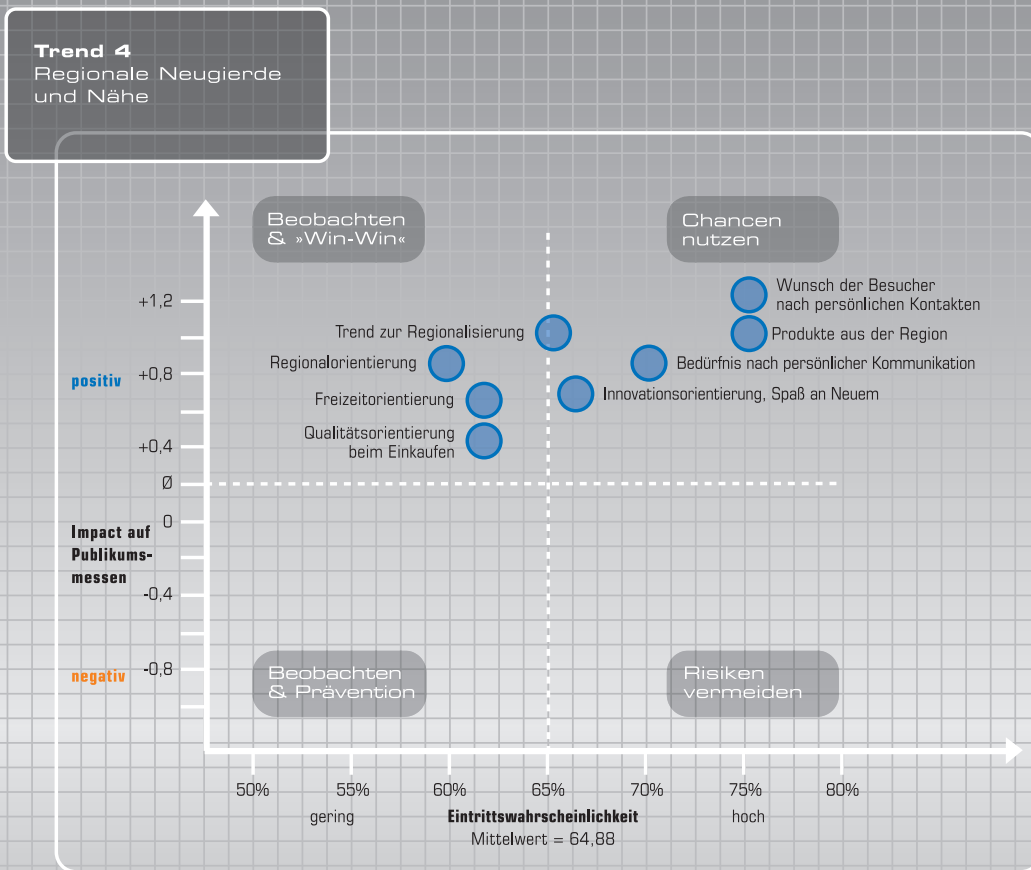 Trend 4
Regionale Neugierde
und Nähe
Beobachten
& »Win-Win«
Chancen
nutzen
+1,2
+0,8
+0,4
Ø
0
-0,4
-0,8
positiv
Impact auf
Publikums-
messen
negativ
Wunsch der Besucher
nach persönlichen Kontakten
Trend zur Regionalisierung
Produkte aus der Region
Regionalorientierung
Bedürfnis nach persönlicher Kommunikation
Freizeitorientierung
Innovationsorientierung, Spaß an Neuem
Qualitätsorientierung
beim Einkaufen
Beobachten
& Prävention
Risiken
vermeiden
50% 55% 60% 65% 70% 75% 80%
gering Eintrittswahrscheinlichkeit hoch
Mittelwert = 64,88